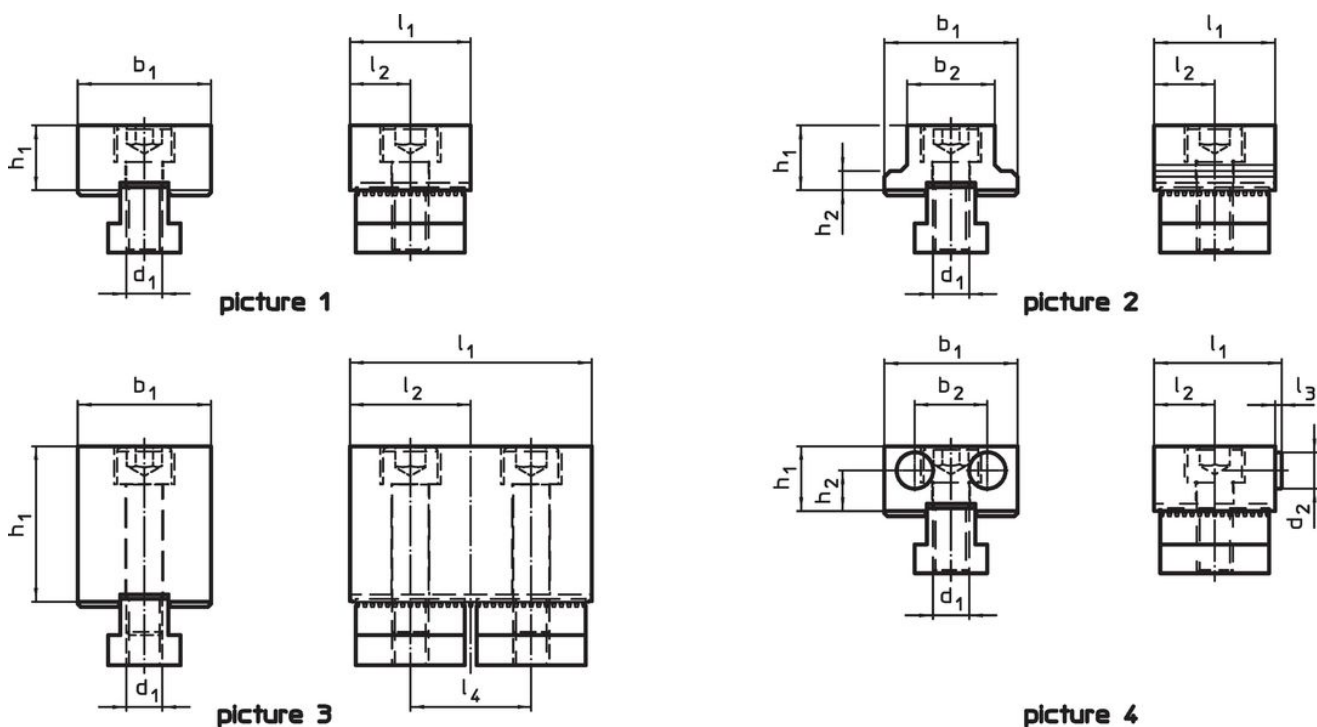 b₁
l₁
l₂
h₁
d₁
picture 1
b₁
b₂
l₁
l₂
h₁
h₂
d₁
picture 2
b₁
l₁
l₂
h₁
d₁
l₄
picture 3
b₁
b₂
l₁
l₂
l₃
h₁
h₂
d₂
d₁
picture 4